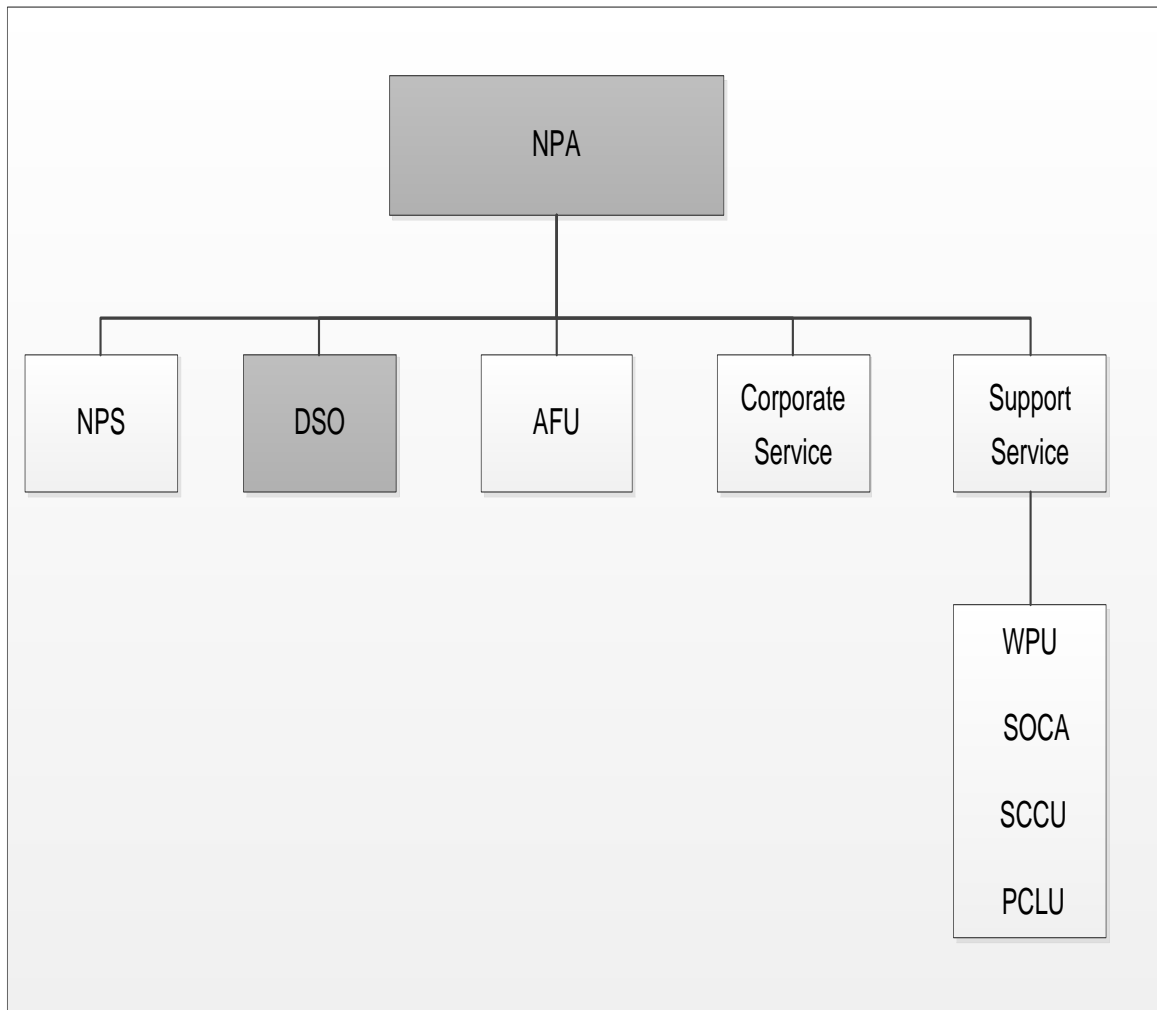 NPA
NPS
DSO
AFU
Corporate
Service
Support
Service
WPU
SOCA
SCCU
PCLU